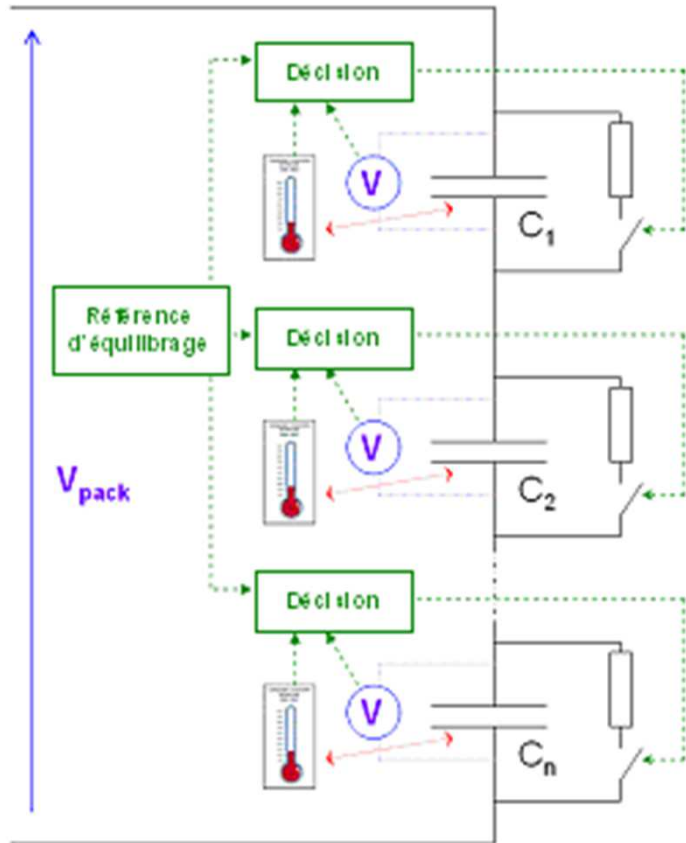 Décision
V
C1
Référence
d'équilibrage
Décision
V
Vpack
C2
Décision
V
Cn